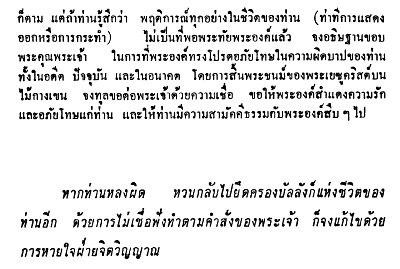 ก็ตาม แต่ถ้าท่านรู้สึกว่า พฤติการณ์ทุกอย่างในชีวิตของท่าน (ท่าทีการแสดง
ออกหรือการกระทำ) ไม่เป็นที่พอพระทัยพระองค์แล้ว จงอธิษฐานขอบ
พระคุณพระเจ้า ในการที่พระองค์ทรงโปรดอภัยโทษในความผิดบาปของท่าน
ทั้งในอดีต ปัจจุบัน และในอนาคต โดยการสิ้นพระชนม์ของพระเยซูคริสต์บน
ไม้กางเขน จงทูลขอต่อพระเจ้าด้วยความเชื่อ ขอให้พระองค์สำแดงความรัก
และอภัยโทษแก่ท่าน และให้ท่านมีความสามัคคีธรรมกับพระองค์สืบ ๆ ไป
หากท่านหลงผิด หวนกลับไปยึดครองบัลลังก์แห่งชีวิตของ
ท่านอีก ด้วยการไม่เชื่อฟังทำตามคำสั่งของพระเจ้า ก็จงแก้ไขด้วย
การหายใจฝ่ายจิตวิญญาณ